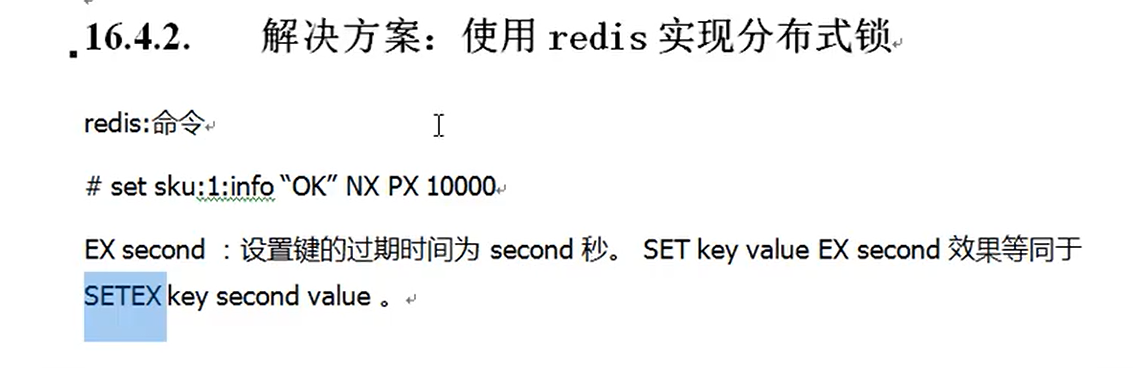 16.4.2. 解决方案：使用 redis 实现分布式锁
redis:命令
# set sku:1:info “OK” NX PX 10000
EX second ：设置键的过期时间为 second 秒。 SET key value EX second 效果等同于
SETEX key second value 。